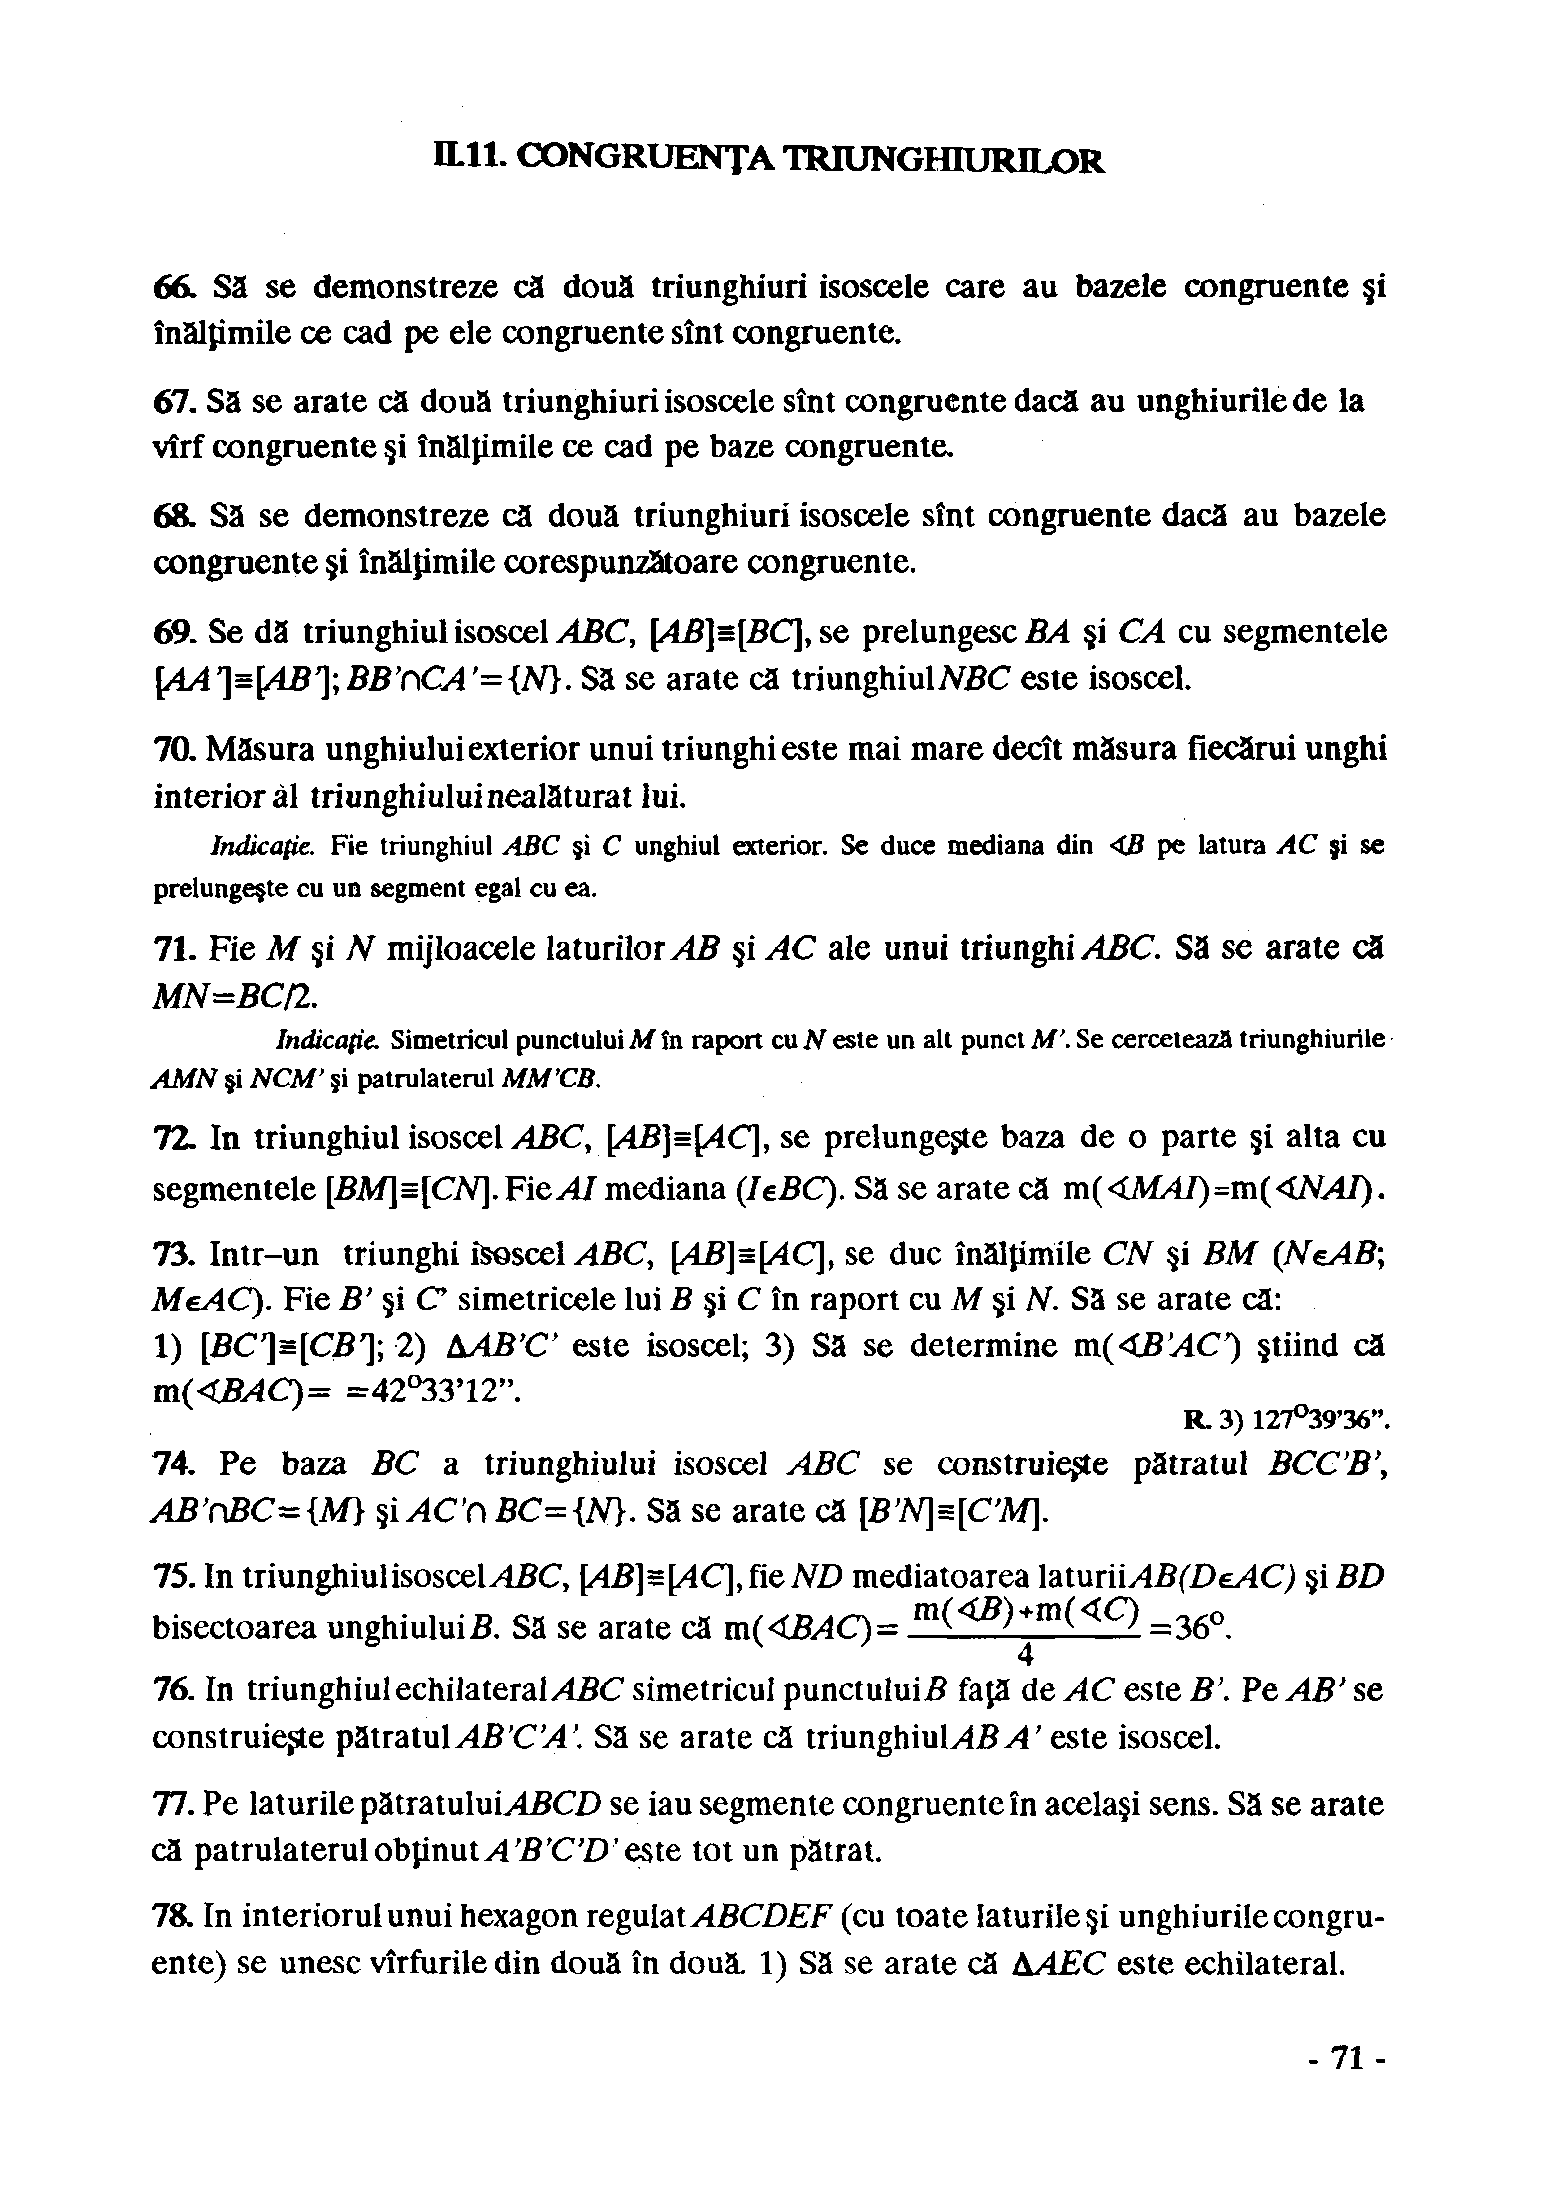 II.11. CONGRUENŢA TRIUNGHIURILOR
66. Să se demonstreze că două triunghiuri isoscele care au bazele congruente şi
înălţimile ce cad pe ele congruente sînt congruente.
67. Să se arate că două triunghiuri isoscele sînt congruente dacă au unghiurile de la
vîrf congruente şi înălţimile ce cad pe baze congruente.
68. Să se demonstreze că două triunghiuri isoscele sînt congruente dacă au bazele
congruente şi înălţimile corespunzătoare congruente.
69. Se dă triunghiul isoscel ABC, [AB]≡[BC], se prelungesc BA şi CA cu segmentele
[AA']≡[AB']; BB'∩CA'={N}. Să se arate că triunghiul NBC este isoscel.
70. Măsura unghiului exterior unui triunghi este mai mare decît măsura fiecărui unghi
interior al triunghiului nealăturat lui.
Indicaţie. Fie triunghiul ABC şi C unghiul exterior. Se duce mediana din ∢B pe latura AC şi se
prelungeşte cu un segment egal cu ea.
71. Fie M şi N mijloacele laturilor AB şi AC ale unui triunghi ABC. Să se arate că
MN=BC/2.
Indicaţie. Simetricul punctului M în raport cu N este un alt punct M'. Se cercetează triunghiurile
AMN şi NCM' şi patrulaterul MM'CB.
72. In triunghiul isoscel ABC, [AB]≡[AC], se prelungeşte baza de o parte şi alta cu
segmentele [BM]≡[CN]. Fie AI mediana (I∈BC). Să se arate că m(∢MAI)=m(∢NAI).
73. Intr-un triunghi isoscel ABC, [AB]≡[AC], se duc înălţimile CN şi BM (N∈AB;
M∈AC). Fie B' şi C' simetricele lui B şi C în raport cu M şi N. Să se arate că:
1) [BC']≡[CB']; 2) ΔAB'C' este isoscel; 3) Să se determine m(∢B'AC') ştiind că
m(∢BAC)= =42°33'12".
R. 3) 127°39'36".
74. Pe baza BC a triunghiului isoscel ABC se construieşte pătratul BCC'B',
AB'∩BC={M} şi AC'∩ BC={N}. Să se arate că [B'N]≡[C'M].
75. In triunghiul isoscel ABC, [AB]≡[AC], fie ND mediatoarea laturii AB(D∈AC) şi BD
bisectoarea unghiului B. Să se arate că m(∢BAC)= m(∢B)+m(∢C) =36°.
4
76. In triunghiul echilateral ABC simetricul punctului B faţă de AC este B'. Pe AB' se
construieşte pătratul AB'C'A'. Să se arate că triunghiul AB A' este isoscel.
77. Pe laturile pătratului ABCD se iau segmente congruente în acelaşi sens. Să se arate
că patrulaterul obţinut A'B'C'D' este tot un pătrat.
78. In interiorul unui hexagon regulat ABCDEF (cu toate laturile şi unghiurile congru-
ente) se unesc vîrfurile din două în două. 1) Să se arate că ΔAEC este echilateral.
- 71 -